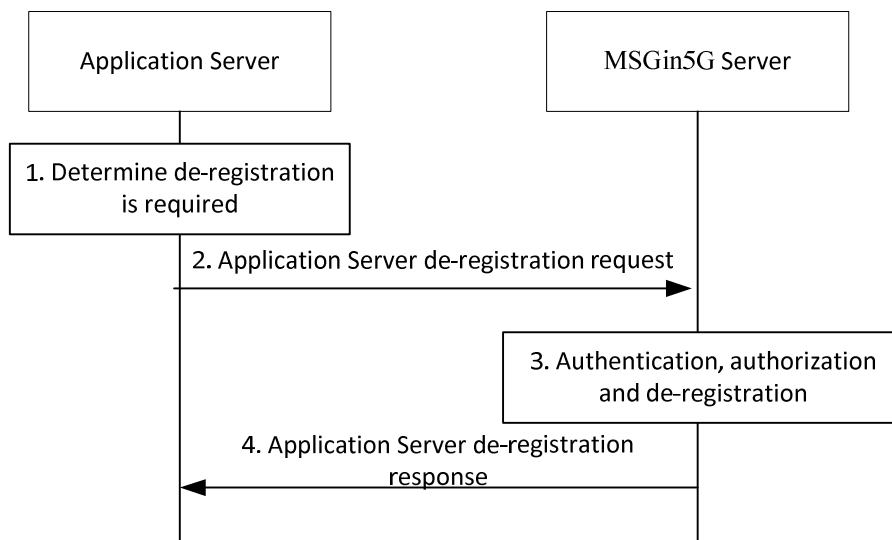 Application Server
MSGin5G Server
1. Determine de-registration
is required
2. Application Server de-registration request
3. Authentication, authorization
and de-registration
4. Application Server de-registration
response